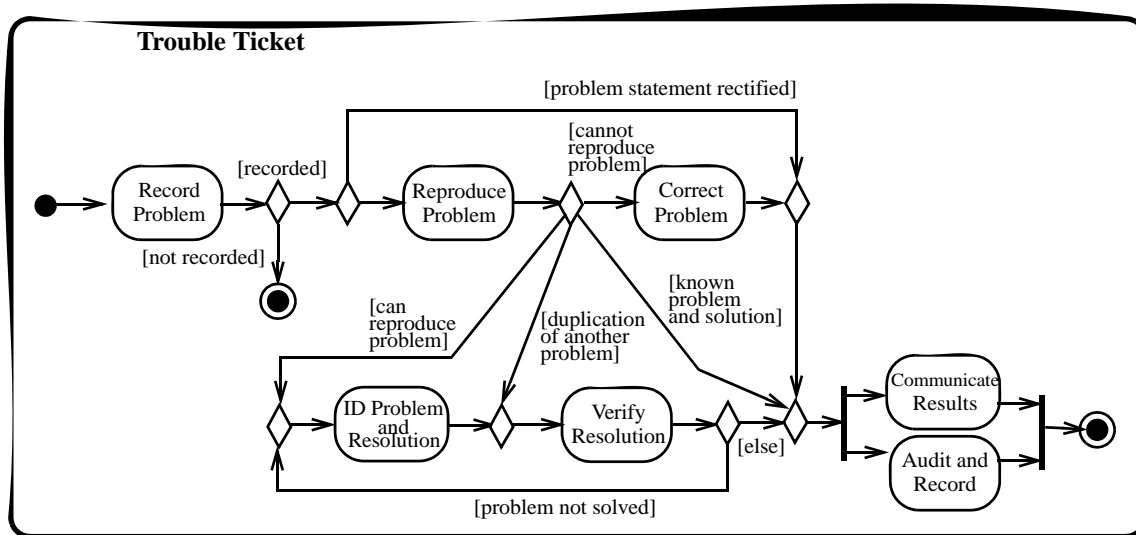 Trouble Ticket
[problem statement rectified]
[cannot
reproduce
problem]
[recorded]
Record
Problem
Reproduce
Problem
Correct
Problem
[not recorded]
[can
reproduce
problem]
[duplication
of another
problem]
[known
problem
and solution]
ID Problem
and
Resolution
Verify
Resolution
[else]
Communicate
Results
Audit and
Record
[problem not solved]